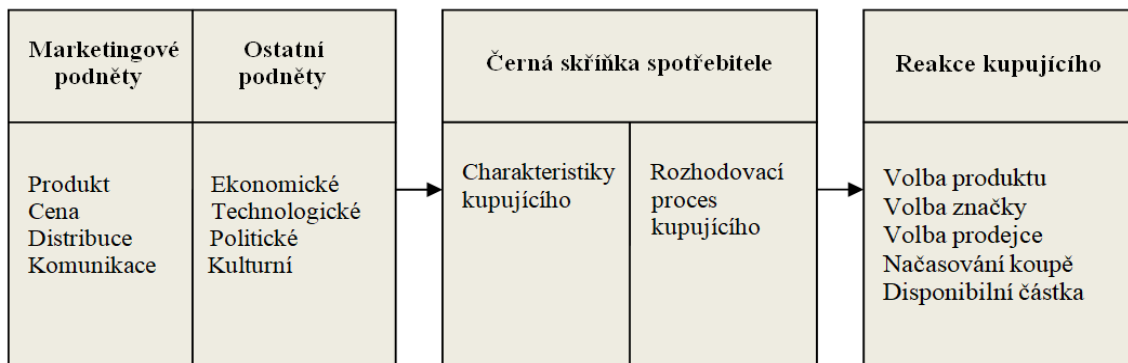 Marketingové
podněty
Ostatní
podněty
Černá skříňka spotřebitele
Reakce kupujícího
Produkt
Cena
Distribuce
Komunikace
Ekonomické
Technologické
Politické
Kulturní
Charakteristiky
kupujícího
Rozhodovací
proces
kupujícího
Volba produktu
Volba značky
Volba prodejce
Načasování koupě
Disponibilní částka